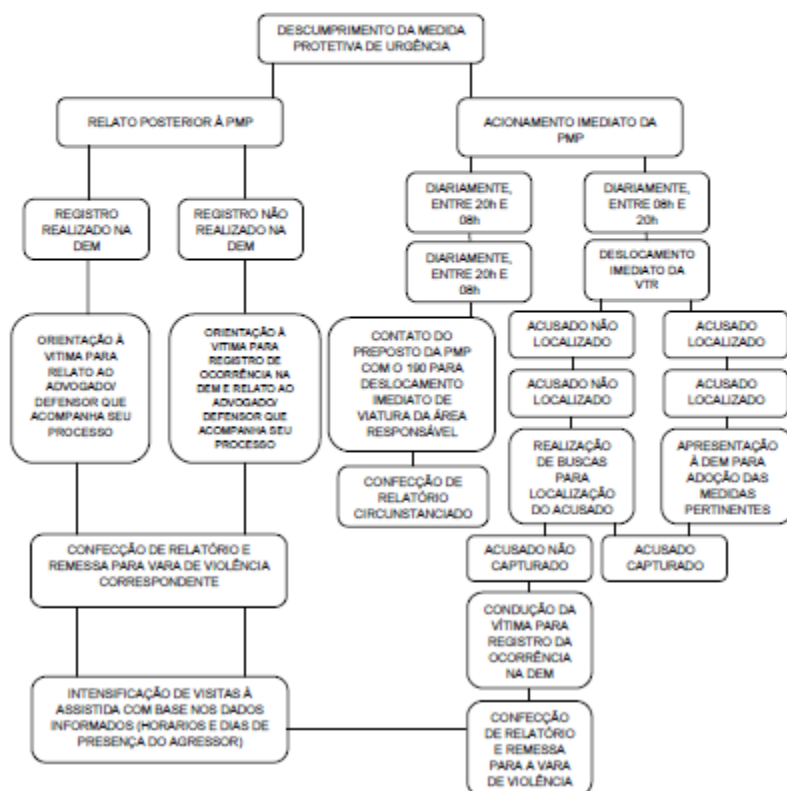 DESCUMPRIMENTO DA MEDIDA
PROTETIVA DE URGÊNCIA
RELATO POSTERIOR À PMP
ACIONAMENTO IMEDIATO DA
PMP
REGISTRO
REALIZADO NA
DEM
REGISTRO NÃO
REALIZADO NA
DEM
DIARIAMENTE,
ENTRE 20h E
08h
DIARIAMENTE,
ENTRE 08h E
20h
DIARIAMENTE,
ENTRE 20h E
08h
DESLOCAMENTO
IMEDIATO DA
VTR
ORIENTAÇÃO À
VITIMA PARA
RELATO AO
ADVOGADO/
DEFENSOR QUE
ACOMPANHA SEU
PROCESSO
ORIENTAÇÃO À
VITIMA PARA
REGISTRO DE
OCORRÊNCIA NA
DEM E RELATO AO
ADVOGADO/
DEFENSOR QUE
ACOMPANHA SEU
PROCESSO
CONTATO DO
PREPOSTO DA PMP
COM O 190 PARA
DESLOCAMENTO
IMEDIATO DE
VIATURA DA ÁREA
RESPONSÁVEL
ACUSADO NÃO
LOCALIZADO
ACUSADO
LOCALIZADO
ACUSADO NÃO
LOCALIZADO
ACUSADO
LOCALIZADO
CONFECÇÃO DE
RELATÓRIO
CIRCUNSTANCIADO
REALIZAÇÃO
DE BUSCAS
PARA
LOCALIZAÇÃO
DO ACUSADO
APRESENTAÇÃO
À DEM PARA
ADOÇÃO DAS
MEDIDAS
PERTINENTES
CONFECÇÃO DE RELATÓRIO E
REMESSA PARA VARA DE VIOLÊNCIA
CORRESPONDENTE
ACUSADO NÃO
CAPTURADO
ACUSADO
CAPTURADO
CONDUÇÃO DA
VÍTIMA PARA
REGISTRO DA
OCORRÊNCIA
NA DEM
INTENSIFICAÇÃO DE VISITAS À
ASSISTIDA COM BASE NOS DADOS
INFORMADOS (HORARIOS E DIAS DE
PRESENÇA DO AGRESSOR)
CONFECÇÃO
DE RELATÓRIO
E REMESSA
PARA A VARA
DE VIOLÊNCIA